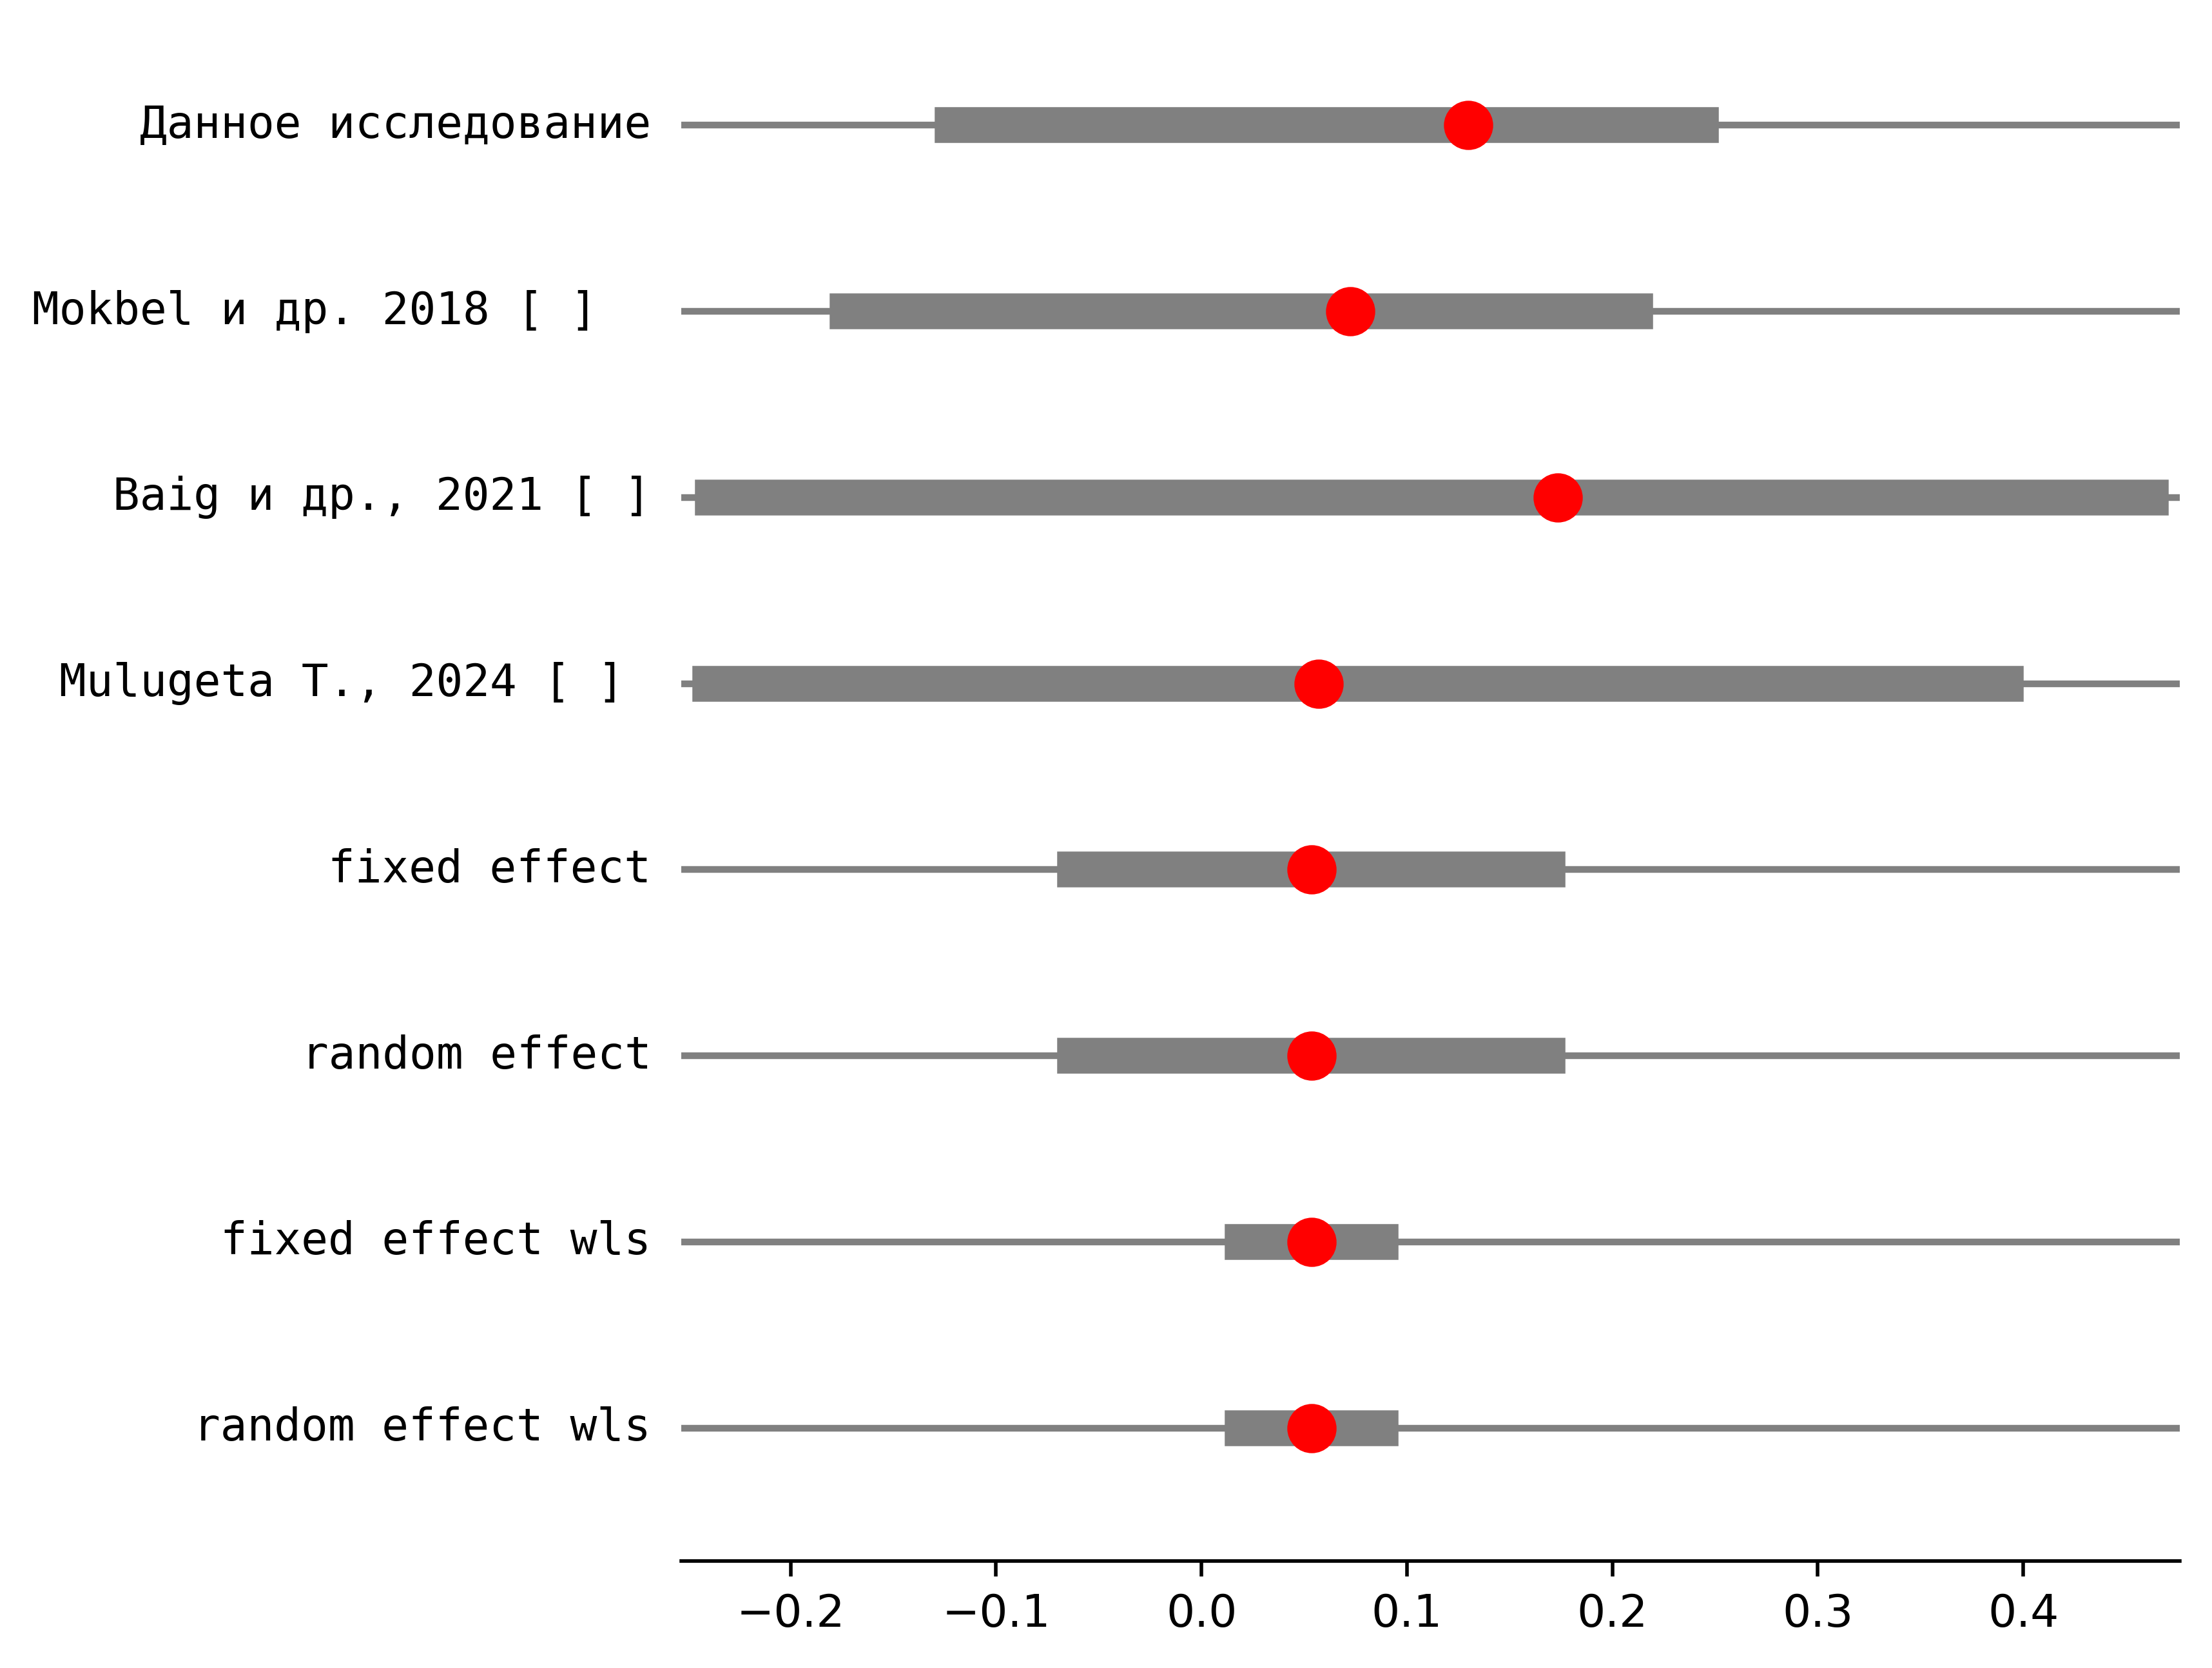 Данное исследование
Mokbel и др. 2018 [ ]
Baig и др., 2021 [ ]
Mulugeta T., 2024 [ ]
fixed effect
random effect
fixed effect wls
random effect wls
−0.2 −0.1 0.0 0.1 0.2 0.3 0.4